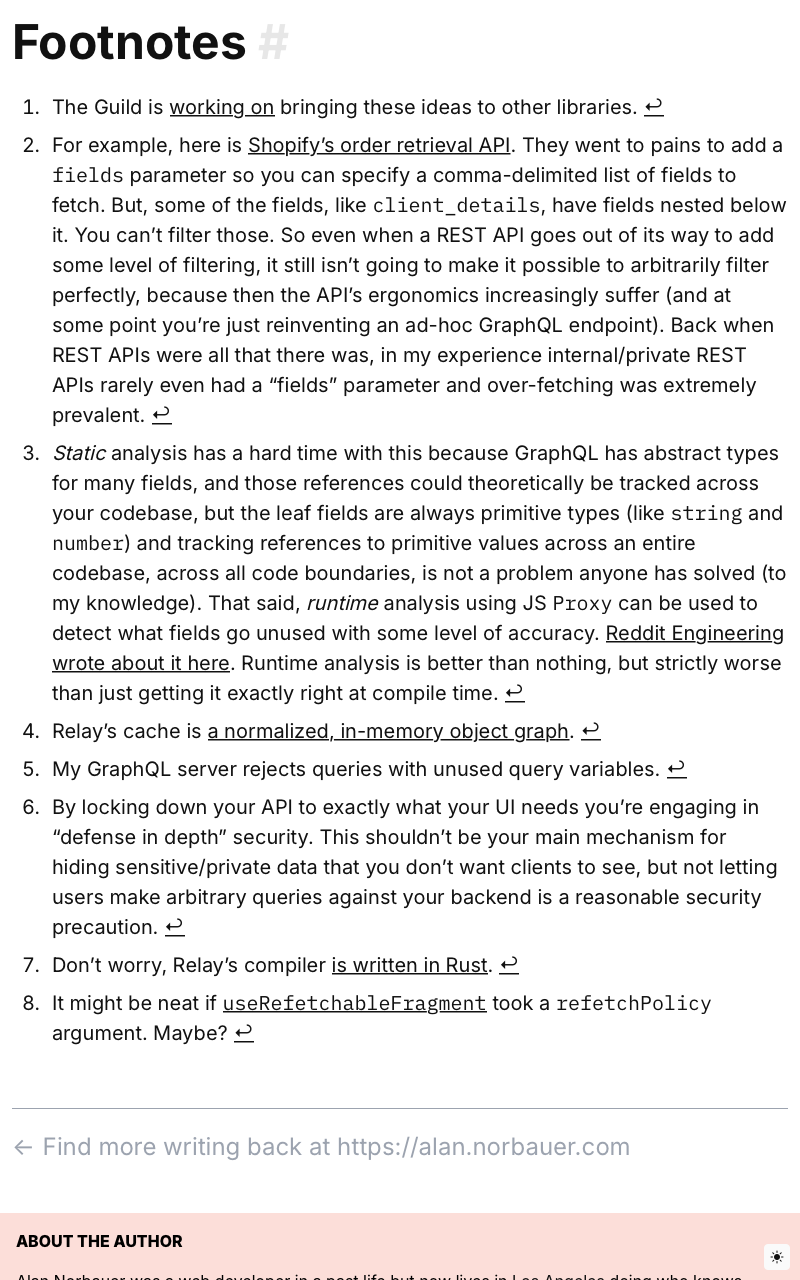 Footnotes #
1. The Guild is working on bringing these ideas to other libraries. ↩
2. For example, here is Shopify’s order retrieval API. They went to pains to add a
fields parameter so you can specify a comma-delimited list of fields to
fetch. But, some of the fields, like client_details, have fields nested below
it. You can’t filter those. So even when a REST API goes out of its way to add
some level of filtering, it still isn’t going to make it possible to arbitrarily filter
perfectly, because then the API’s ergonomics increasingly suffer (and at
some point you’re just reinventing an ad-hoc GraphQL endpoint). Back when
REST APIs were all that there was, in my experience internal/private REST
APIs rarely even had a “fields” parameter and over-fetching was extremely
prevalent. ↩
3. Static analysis has a hard time with this because GraphQL has abstract types
for many fields, and those references could theoretically be tracked across
your codebase, but the leaf fields are always primitive types (like string and
number) and tracking references to primitive values across an entire
codebase, across all code boundaries, is not a problem anyone has solved (to
my knowledge). That said, runtime analysis using JS Proxy can be used to
detect what fields go unused with some level of accuracy. Reddit Engineering
wrote about it here. Runtime analysis is better than nothing, but strictly worse
than just getting it exactly right at compile time. ↩
4. Relay’s cache is a normalized, in-memory object graph. ↩
5. My GraphQL server rejects queries with unused query variables. ↩
6. By locking down your API to exactly what your UI needs you’re engaging in
“defense in depth” security. This shouldn’t be your main mechanism for
hiding sensitive/private data that you don’t want clients to see, but not letting
users make arbitrary queries against your backend is a reasonable security
precaution. ↩
7. Don’t worry, Relay’s compiler is written in Rust. ↩
8. It might be neat if useRefetchableFragment took a refetchPolicy
argument. Maybe? ↩
← Find more writing back at https://alan.norbauer.com
ABOUT THE AUTHOR
Alan Norbauer was a web developer in a past life but now lives in Los Angeles doing who knows